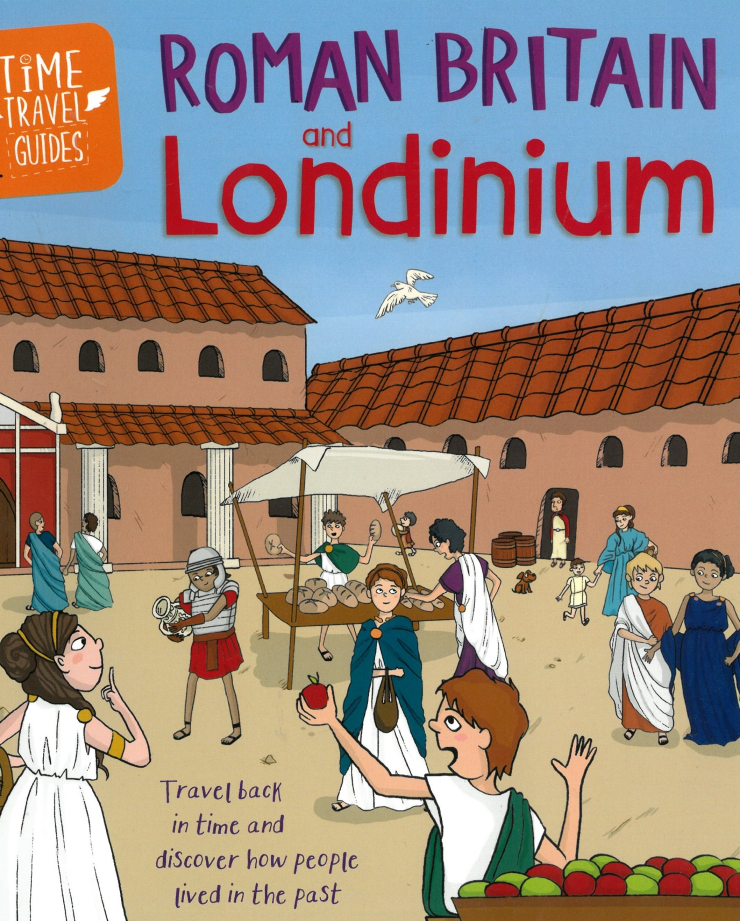 TiME
TRAVEL
GUIDES
ROMAN BRITAIN
and
Londinium
Travel back
in time and
discover how people
lived in the past